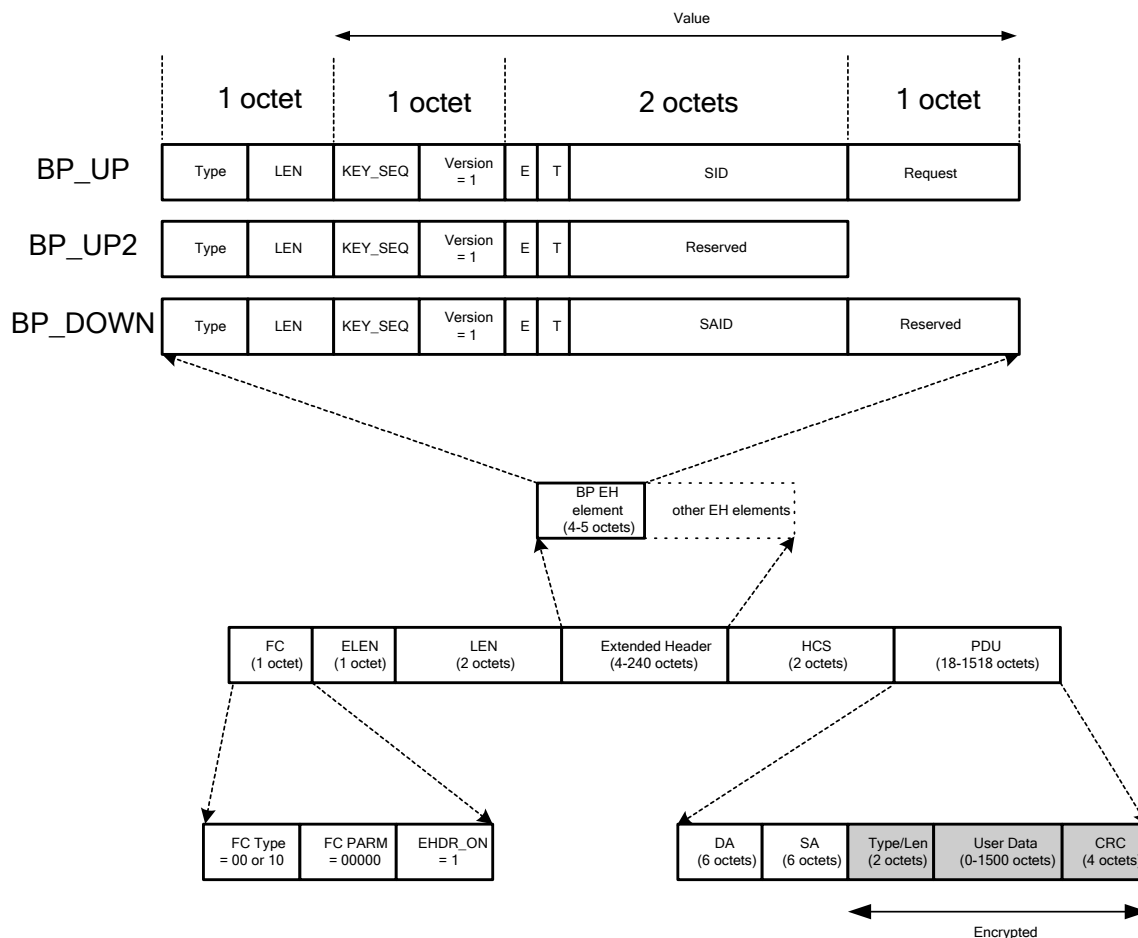 Value
1 octet 1 octet 2 octets 1 octet
BP_UP Type LEN KEY_SEQ Version = 1 E T SID Request
BP_UP2 Type LEN KEY_SEQ Version = 1 E T Reserved
BP_DOWN Type LEN KEY_SEQ Version = 1 E T SAID Reserved
BP EH
element
(4-5 octets)
other EH elements
FC ELEN LEN Extended Header HCS PDU
(1 octet) (1 octet) (2 octets) (4-240 octets) (2 octets) (18-1518 octets)
FC Type FC PARM EHDR_ON
= 00 or 10 = 00000 = 1
DA SA Type/Len User Data CRC
(6 octets) (6 octets) (2 octets) (0-1500 octets) (4 octets)
Encrypted